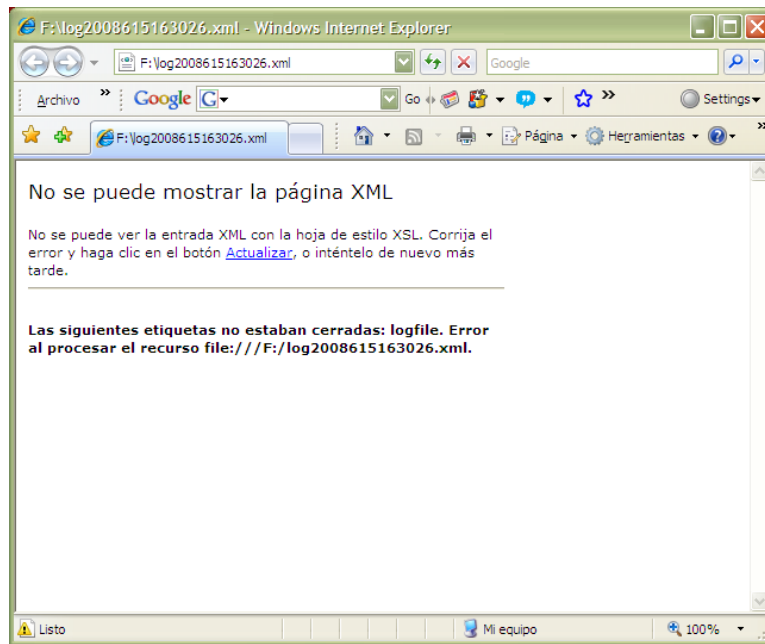 F:\log2008615163026.xml - Windows Internet Explorer
F:\log2008615163026.xml Google
Archivo » Google G Go » Settings
F:\log2008615163026.xml Página Herramientas »
No se puede mostrar la página XML
No se puede ver la entrada XML con la hoja de estilo XSL. Corrija el
error y haga clic en el botón Actualizar, o inténtelo de nuevo más
tarde.
Las siguientes etiquetas no estaban cerradas: logfile. Error
al procesar el recurso file:///F:/log2008615163026.xml.
Listo Mi equipo 100%